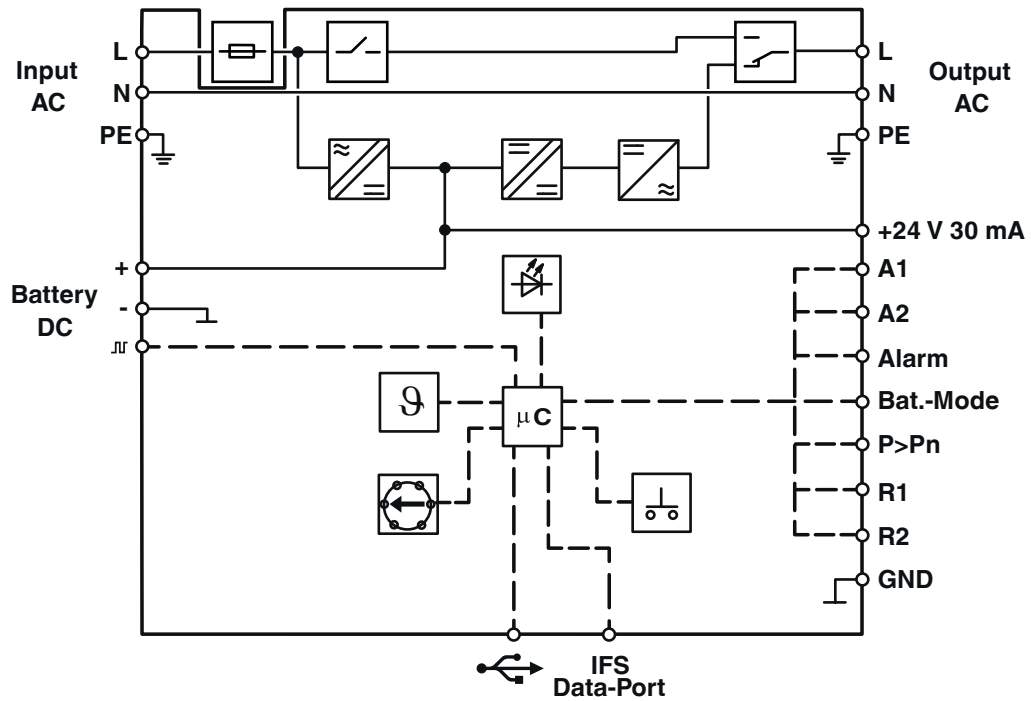 L
Input
AC
N
PE
L
Output
AC
N
PE
+24 V 30 mA
+
Battery
DC
-
A1
A2
Alarm
ϑ
µC
Bat.-Mode
P>Pn
R1
R2
GND
IFS
Data-Port